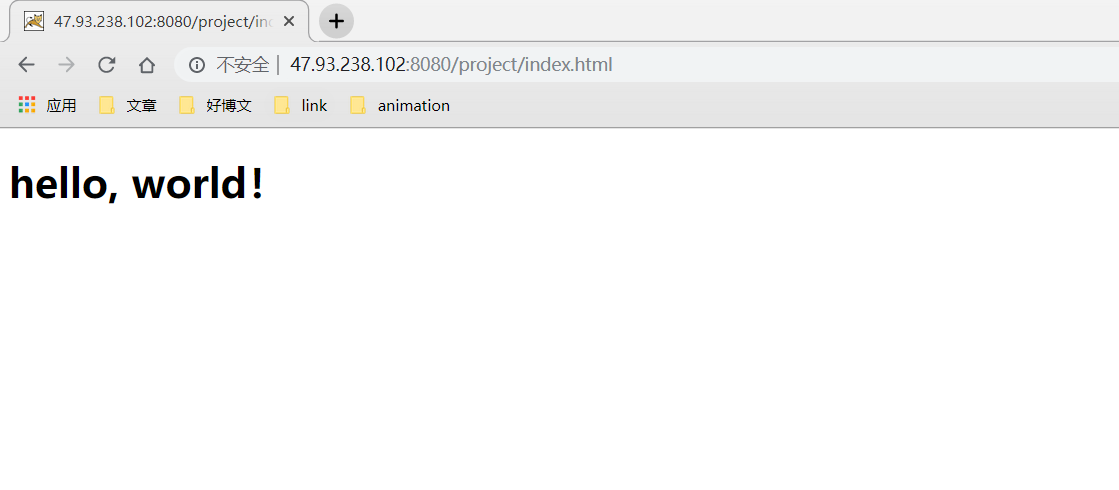 47.93.238.102:8080/project/in
不安全 | 47.93.238.102:8080/project/index.html
应用 文章 好博文 link animation
hello, world！